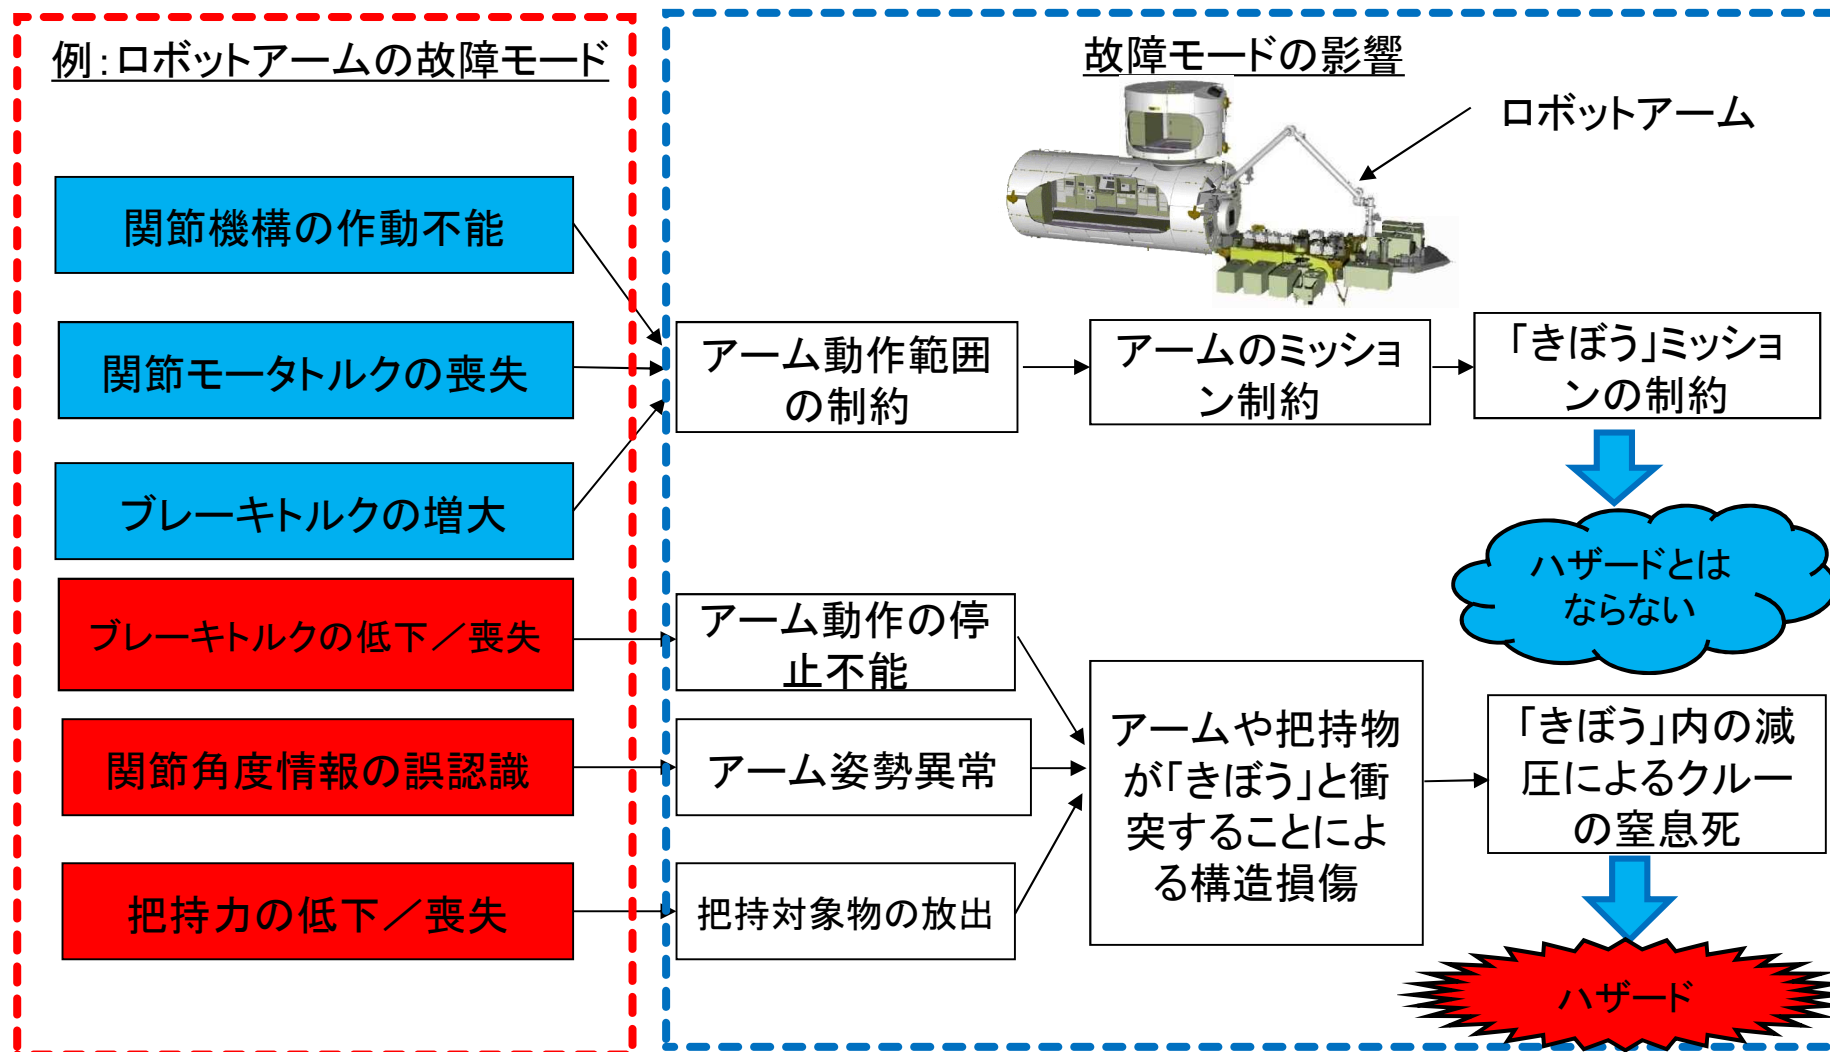 例：ロボットアームの故障モード
故障モードの影響
ロボットアーム
関節機構の作動不能
関節モータトルクの喪失
ブレーキトルクの増大
アーム動作範囲
の制約
アームのミッショ
ン制約
「きぼう」ミッショ
ンの制約
ハザードとは
ならない
ブレーキトルクの低下／喪失
関節角度情報の誤認識
把持力の低下／喪失
アーム動作の停
止不能
アーム姿勢異常
把持対象物の放出
アームや把持物
が「きぼう」と衝
突することによ
る構造損傷
「きぼう」内の減
圧によるクルー
の窒息死
ハザード